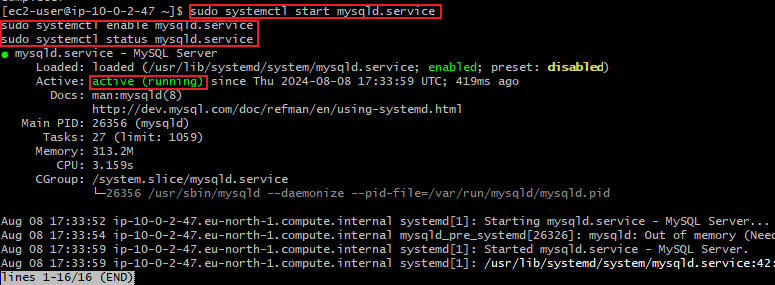 [ec2-user@ip-10-0-2-47 ~]$ sudo systemctl start mysqld.service
sudo systemctl enable mysqld.service
sudo systemctl status mysqld.service
● mysqld.service - MySQL Server
Loaded: loaded (/usr/lib/systemd/system/mysqld.service; enabled; preset: disabled)
Active: active (running) since Thu 2024-08-08 17:33:59 UTC; 419ms ago
Docs: man:mysqld(8)
http://dev.mysql.com/doc/refman/en/using-systemd.html
Main PID: 26356 (mysqld)
Tasks: 27 (limit: 1059)
Memory: 313.2M
CPU: 3.159s
CGroup: /system.slice/mysqld.service
└─26356 /usr/sbin/mysqld --daemonize --pid-file=/var/run/mysqld/mysqld.pid
Aug 08 17:33:52 ip-10-0-2-47.eu-north-1.compute.internal systemd[1]: Starting mysqld.service - MySQL Server...
Aug 08 17:33:54 ip-10-0-2-47.eu-north-1.compute.internal mysqld_pre_systemd[26326]: mysqld: Out of memory (Nee
Aug 08 17:33:59 ip-10-0-2-47.eu-north-1.compute.internal systemd[1]: Started mysqld.service - MySQL Server.
Aug 08 17:33:59 ip-10-0-2-47.eu-north-1.compute.internal systemd[1]: /usr/lib/systemd/system/mysqld.service:42:
lines 1-16/16 (END)